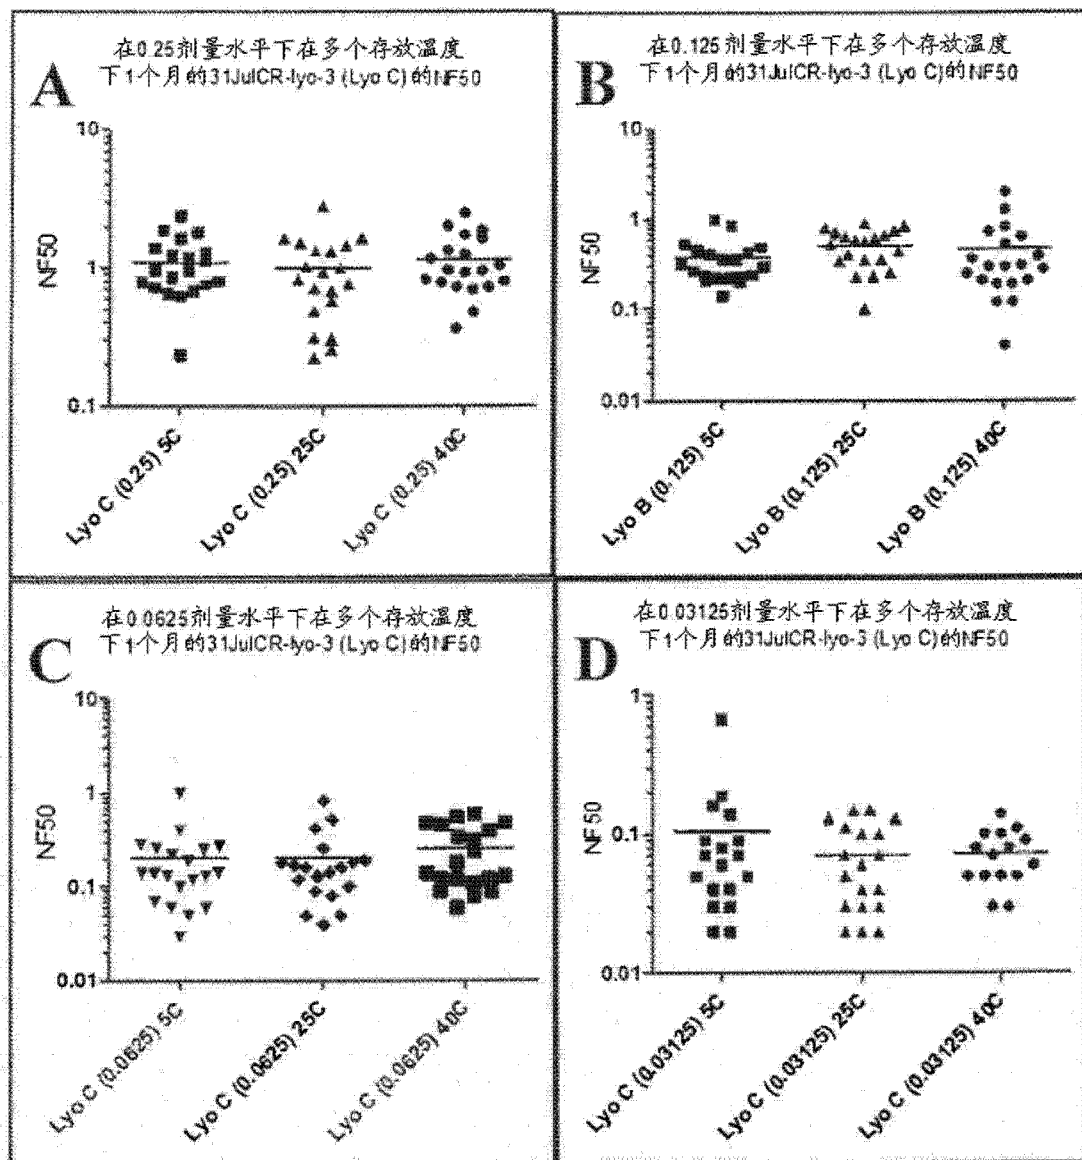 A
在0.25剂量水平下在多个存放温度
下1个月的31JulCR-lyo-3 (Lyo C)的NF50
NF50
10
1
0.1
Lyo C (0.25) 5C
Lyo C (0.25) 25C
Lyo C (0.25) 40C
B
在0.125剂量水平下在多个存放温度
下1个月的31JulCR-lyo-3 (Lyo C)的NF50
NF50
10
1
0.1
0.01
Lyo B (0.125) 5C
Lyo B (0.125) 25C
Lyo B (0.125) 40C
C
在0.0625剂量水平下在多个存放温度
下1个月的31JulCR-lyo-3 (Lyo C)的NF50
NF50
10
1
0.1
0.01
Lyo C (0.0625) 5C
Lyo C (0.0625) 25C
Lyo C (0.0625) 40C
D
在0.03125剂量水平下在多个存放温度
下1个月的31JulCR-lyo-3 (Lyo C)的NF50
NF50
1
0.1
0.01
Lyo C (0.03125) 5C
Lyo C (0.03125) 25C
Lyo C (0.03125) 40C